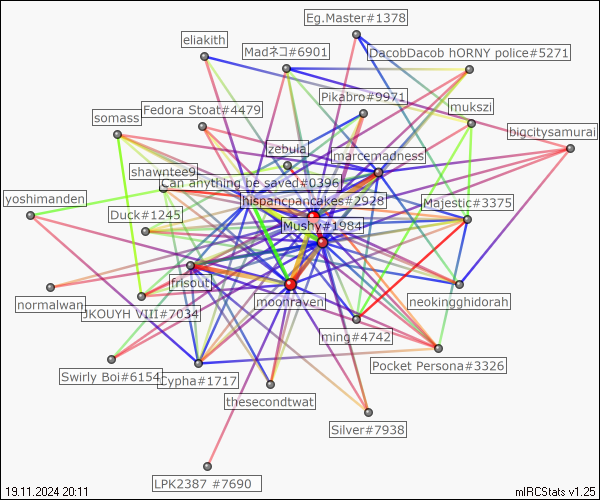 Eg.Master#1378
eliakith
Madネコ#6901
DacobDacob hORNY police#5271
Pikabro#9971
mukszi
Fedora Stoat#4479
somass
bigcitysamurai
zebula
marcemadness
shawntee9
Can anything be saved#0396
yoshimanden
hispancpancakes#2928
Majestic#3375
Duck#1245
Mushy#1984
frisout
moonraven
neokingghidorah
normalwan
JKOUYH VIII#7034
ming#4742
Pocket Persona#3326
Swirly Boi#6154
Cypha#1717
thesecondtwat
Silver#7938
LPK2387 #7690
19.11.2024 20:11
mIRCStats v1.25